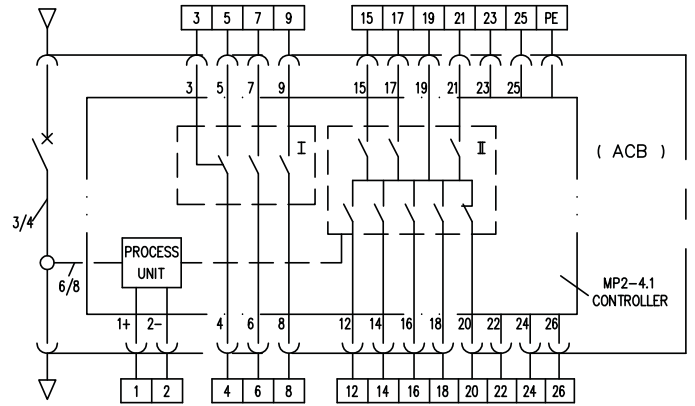 3 5 7 9 15 17 19 21 23 25 PE
3 5 7 9 15 17 19 21 23 25
I II
( ACB )
3/4
PROCESS
UNIT
6/8
MP2-4.1
CONTROLLER
1+ 2- 4 6 8 12 14 16 18 20 22 24 26
1 2 4 6 8 12 14 16 18 20 22 24 26